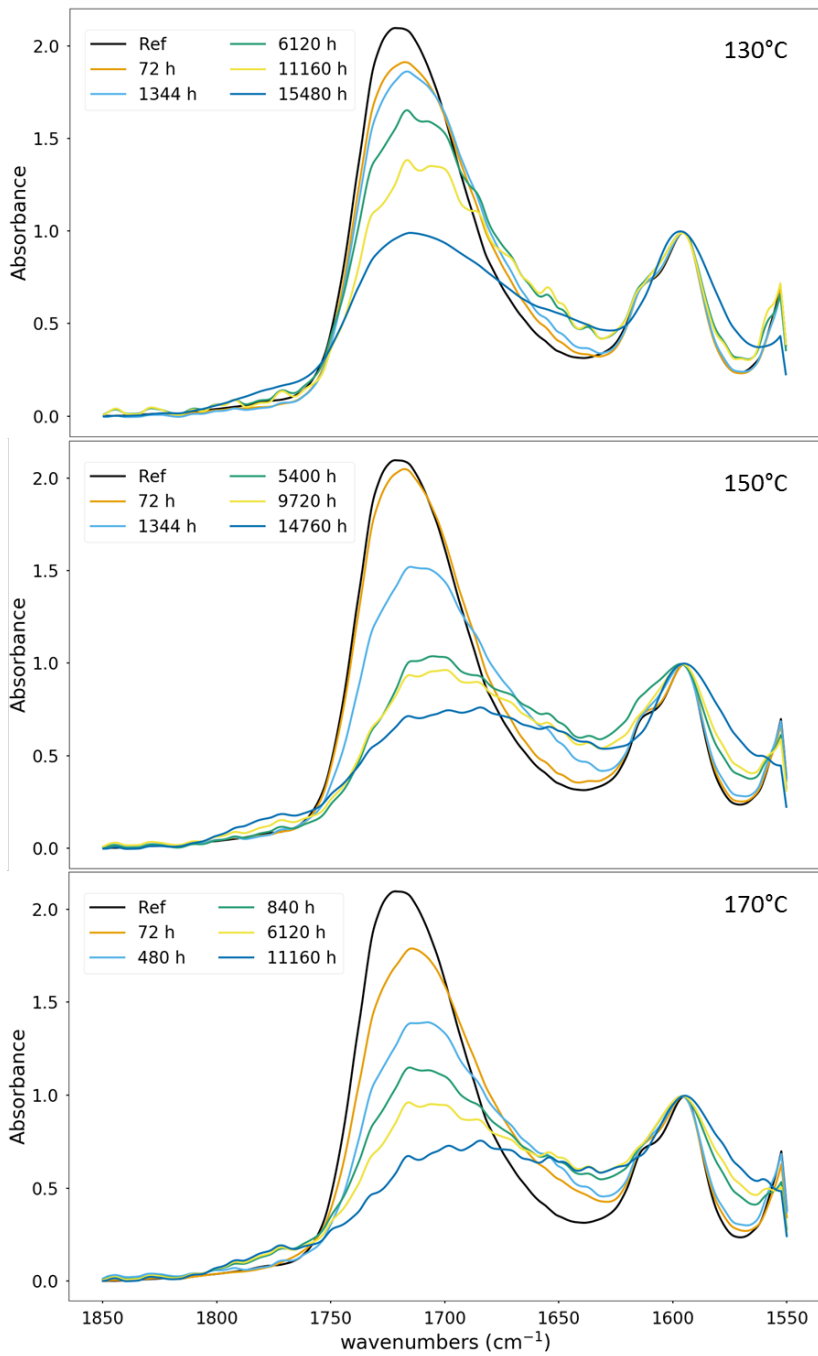 130°C
Ref 6120 h
72 h 11160 h
1344 h 15480 h
2.0
1.5
1.0
0.5
0.0
Absorbance
150°C
Ref 5400 h
72 h 9720 h
1344 h 14760 h
2.0
1.5
1.0
0.5
0.0
Absorbance
170°C
Ref 840 h
72 h 6120 h
480 h 11160 h
2.0
1.5
1.0
0.5
0.0
Absorbance
1850 1800 1750 1700 1650 1600 1550
wavenumbers (cm⁻¹)